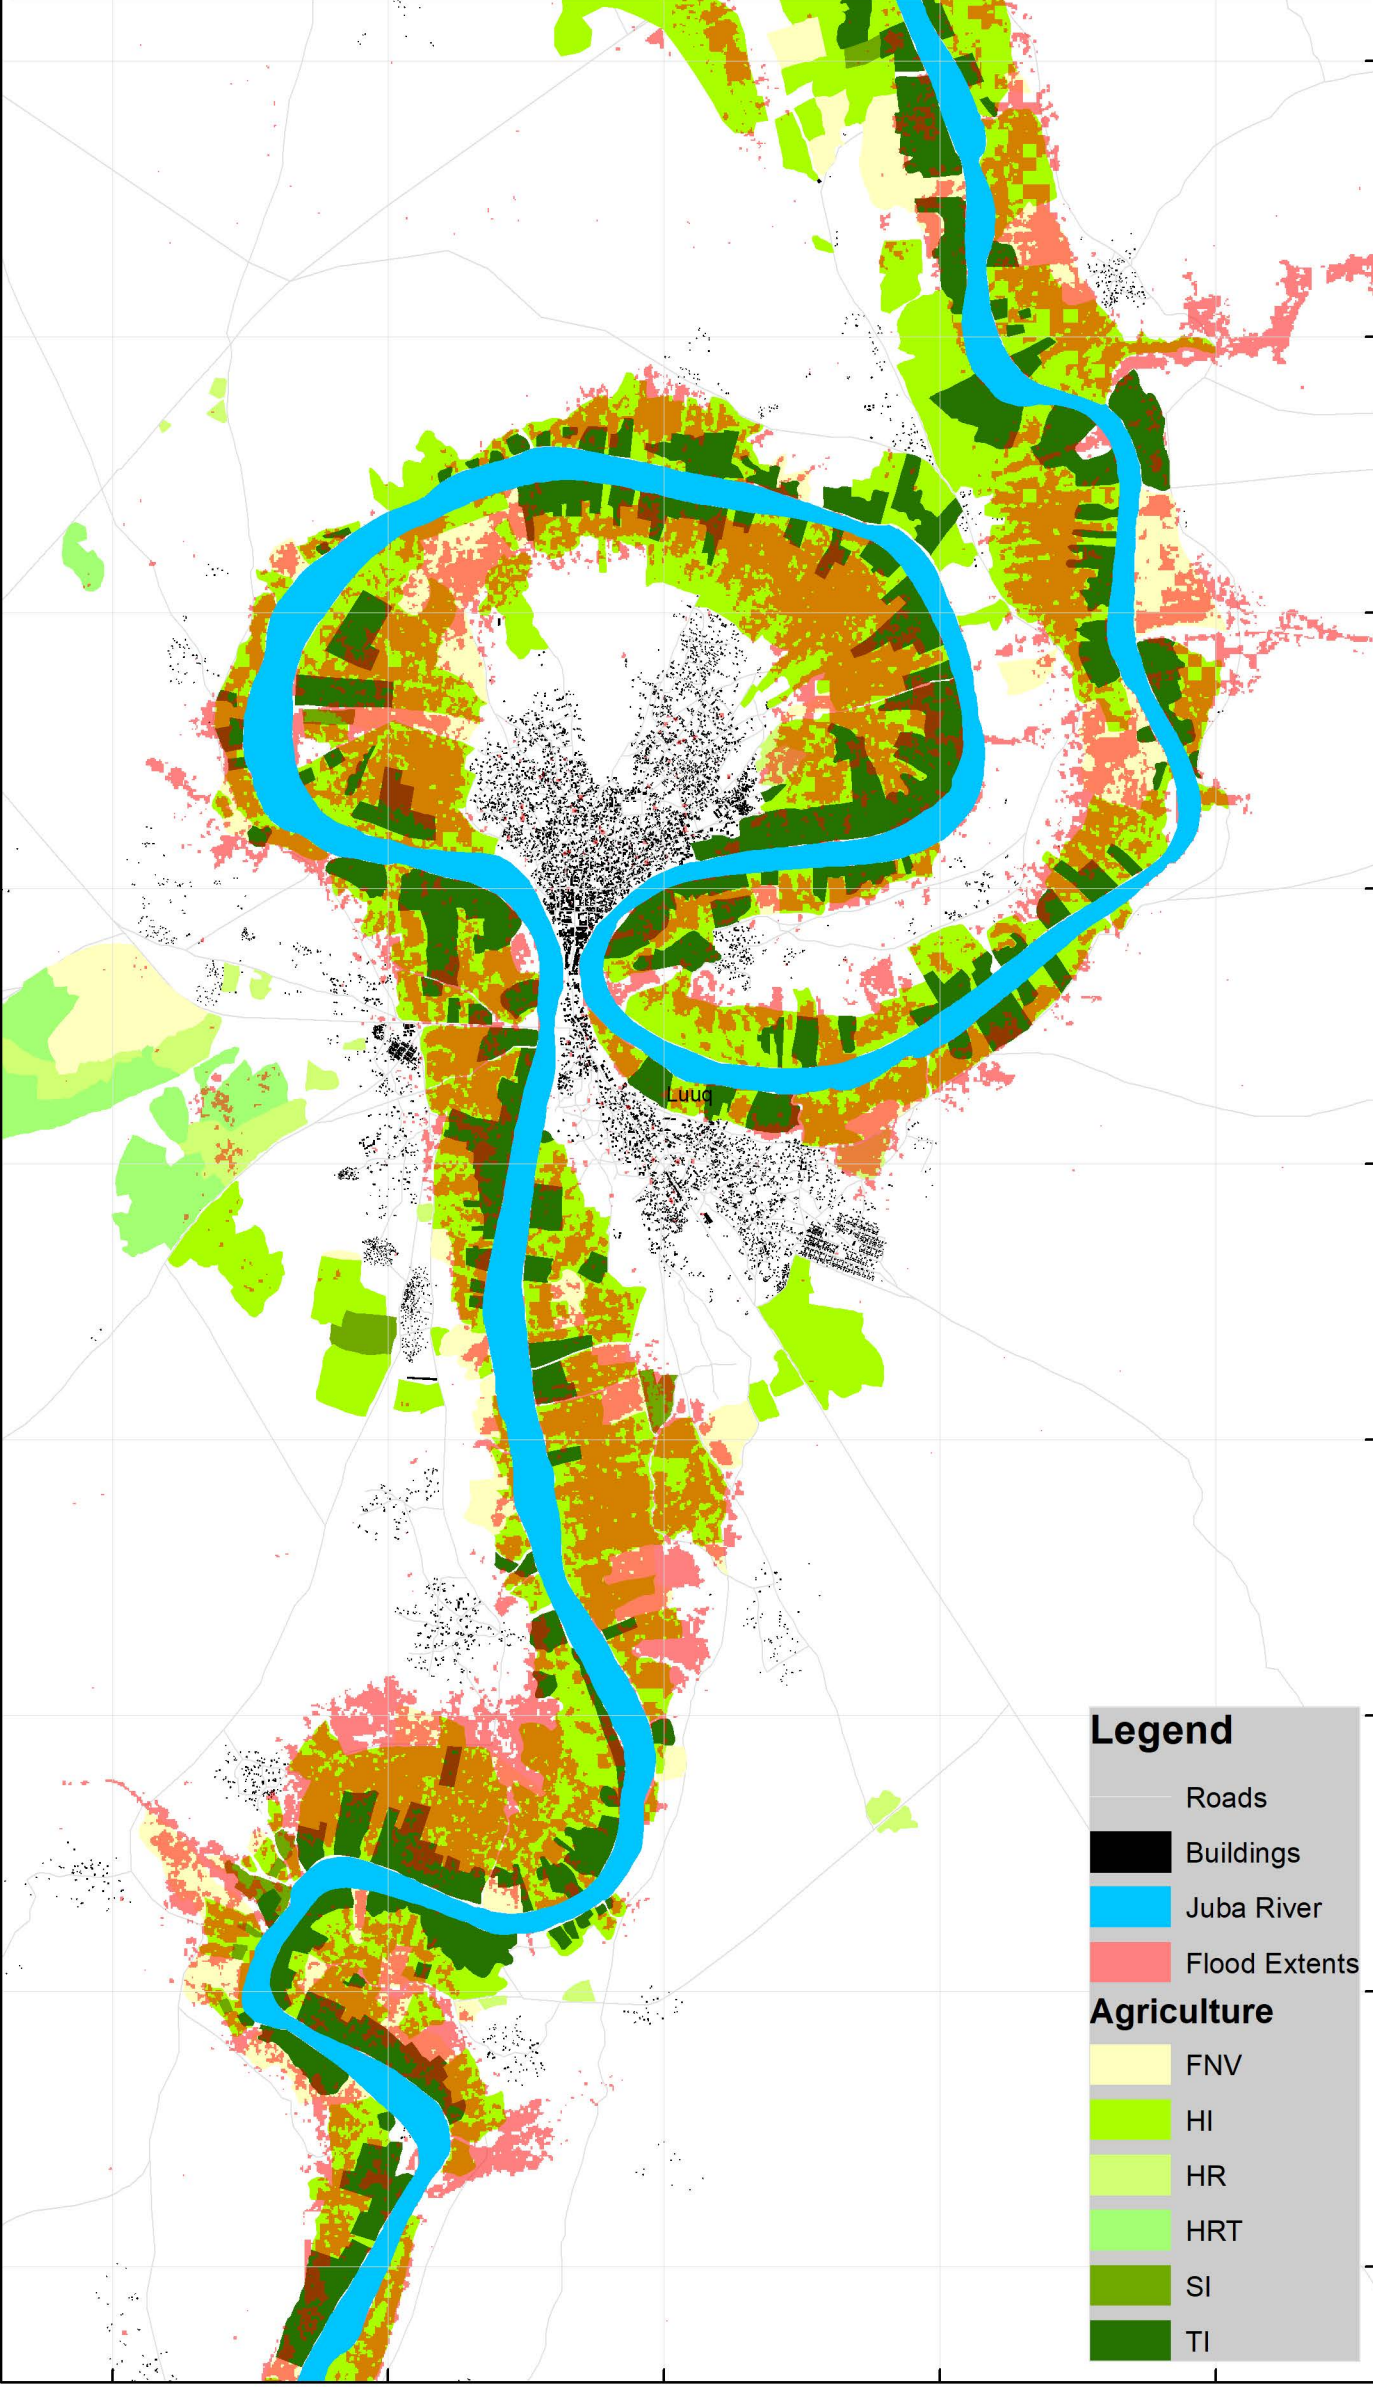 Luuq
Legend
Roads
Buildings
Juba River
Flood Extents
Agriculture
FNV
HI
HR
HRT
SI
TI